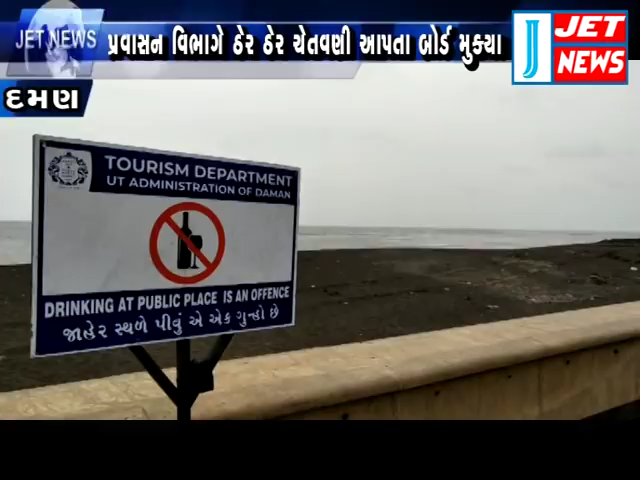 JET NEWS
પ્રવાસન વિભાગે ઠેર ઠેર ચેતવણી આપતા બોર્ડ મુક્યા
JET
NEWS
દમણ
TOURISM DEPARTMENT
UT ADMINISTRATION OF DAMAN
DRINKING AT PUBLIC PLACE IS AN OFFENCE
જાહેર સ્થળે પીવું એ એક ગુન્હો છે